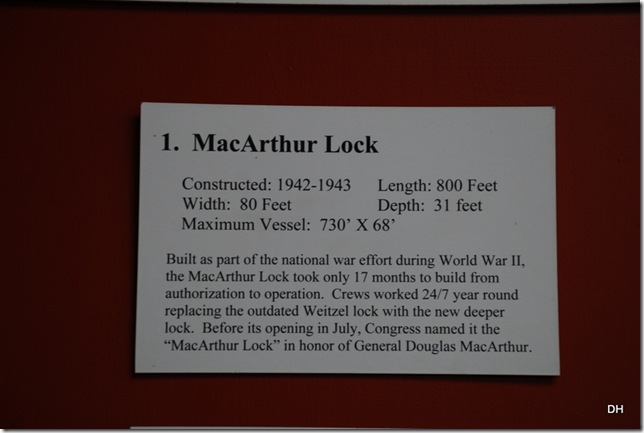 1. MacArthur Lock
Constructed: 1942-1943 Length: 800 Feet
Width: 80 Feet Depth: 31 feet
Maximum Vessel: 730’ X 68’
Built as part of the national war effort during World War II,
the MacArthur Lock took only 17 months to build from
authorization to operation. Crews worked 24/7 year round
replacing the outdated Weitzel lock with the new deeper
lock. Before its opening in July, Congress named it the
“MacArthur Lock” in honor of General Douglas MacArthur.
DH